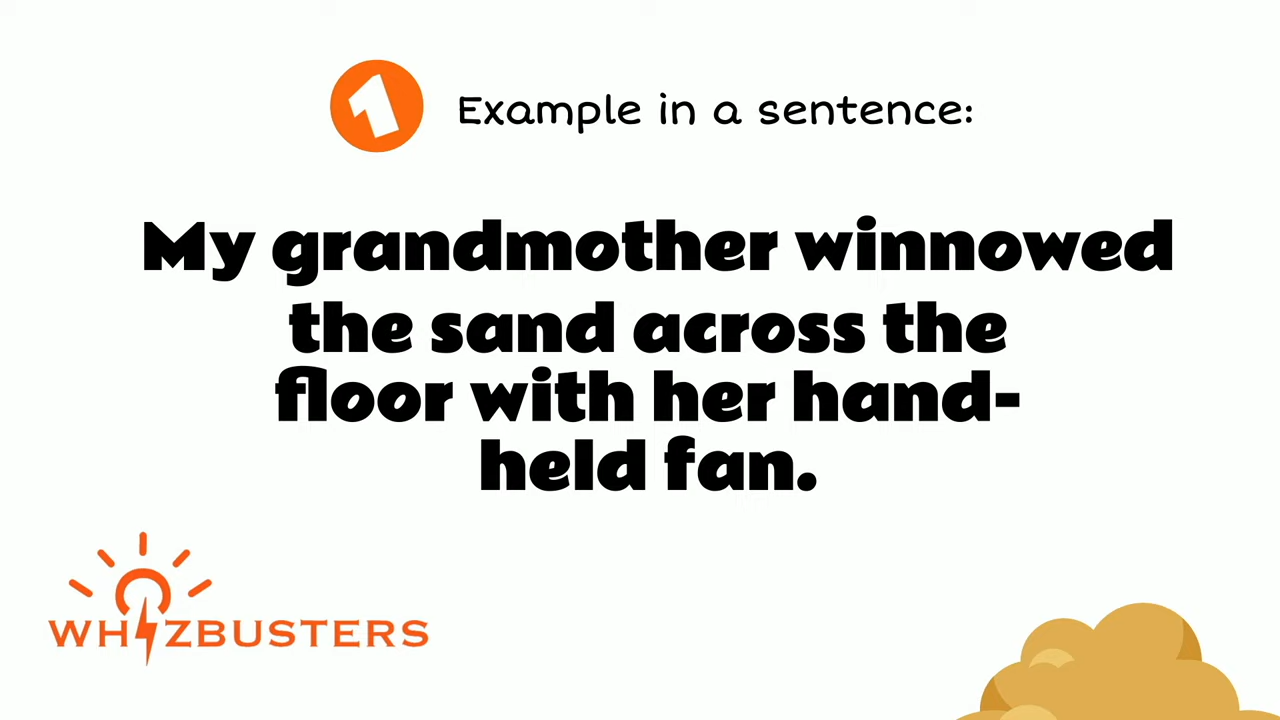 1 Example in a sentence:
My grandmother winnowed
the sand across the
floor with her hand-
held fan.
WHIZBUSTERS